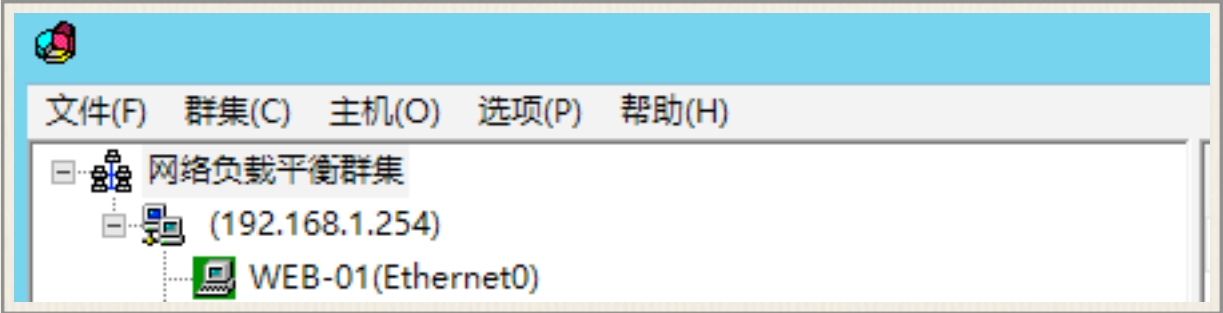 文件(F) 群集(C) 主机(O) 选项(P) 帮助(H)
网络负载平衡群集
(192.168.1.254)
WEB-01(Ethernet0)